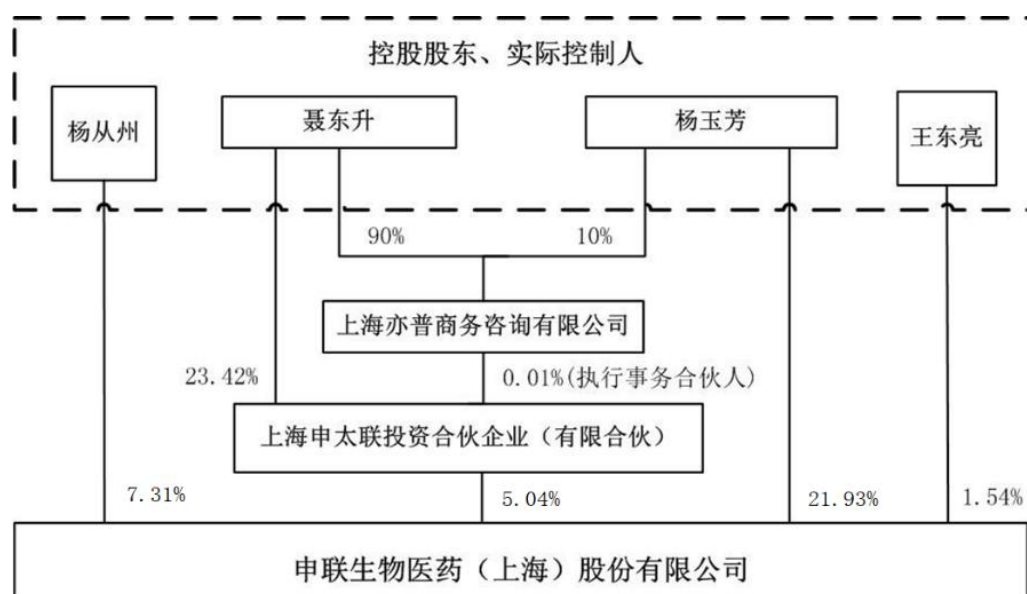 控股股东、实际控制人
杨从州
聂东升
杨玉芳
王东亮
90%
10%
上海亦普商务咨询有限公司
23.42%
0.01%(执行事务合伙人)
上海申太联投资合伙企业（有限合伙）
7.31%
5.04%
21.93%
1.54%
申联生物医药（上海）股份有限公司